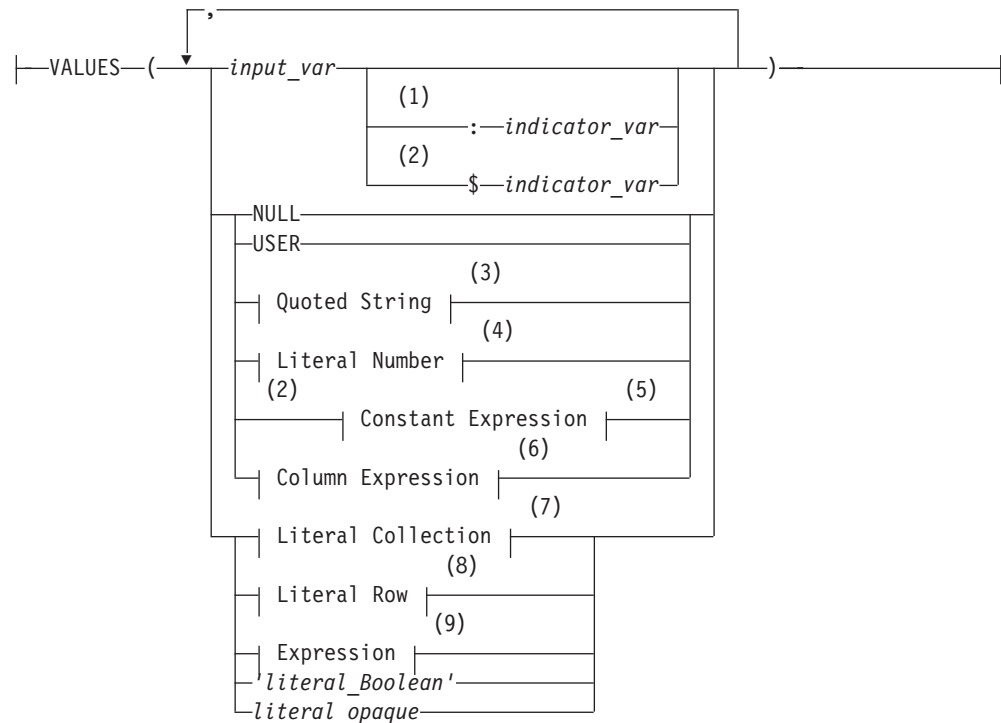 ,
VALUES ( input_var )
(1)
: indicator_var
(2)
$ indicator_var
NULL
USER
(3)
Quoted String
(4)
Literal Number
(2) (5)
Constant Expression
(6)
Column Expression
(7)
Literal Collection
(8)
Literal Row
(9)
Expression
'literal_Boolean'
literal opaque